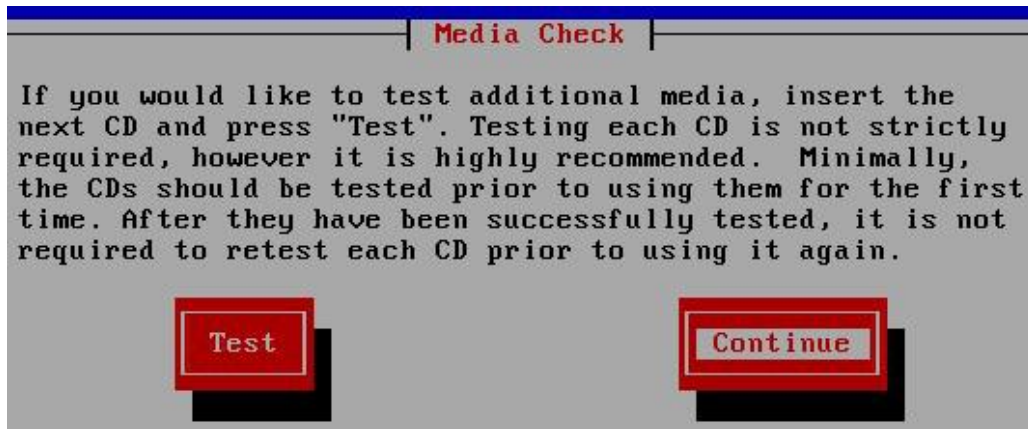 Media Check
If you would like to test additional media, insert the
next CD and press "Test". Testing each CD is not strictly
required, however it is highly recommended.  Minimally,
the CDs should be tested prior to using them for the first
time. After they have been successfully tested, it is not
required to retest each CD prior to using it again.
Test Continue